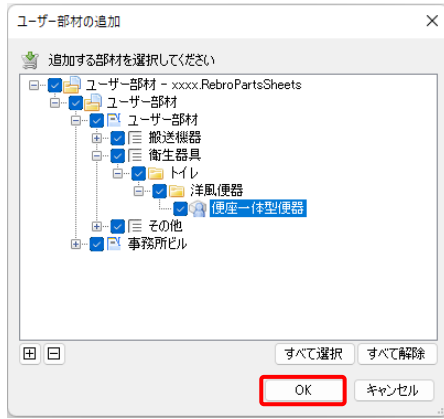 ユーザー部材の追加
追加する部材を選択してください
ユーザー部材 - xxxx.RebroPartsSheets
ユーザー部材
ユーザー部材
搬送機器
衛生器具
トイレ
洋風便器
便座一体型便器
その他
事務所ビル
すべて選択 すべて解除
OK キャンセル